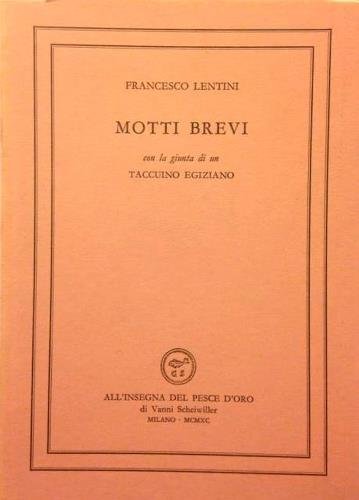 FRANCESCO LENTINI
MOTTI BREVI
con la giunta di un
TACCUINO EGIZIANO
ALL'INSEGNA DEL PESCE D'ORO
di Vanni Scheiwiller
MILANO - MCMXC